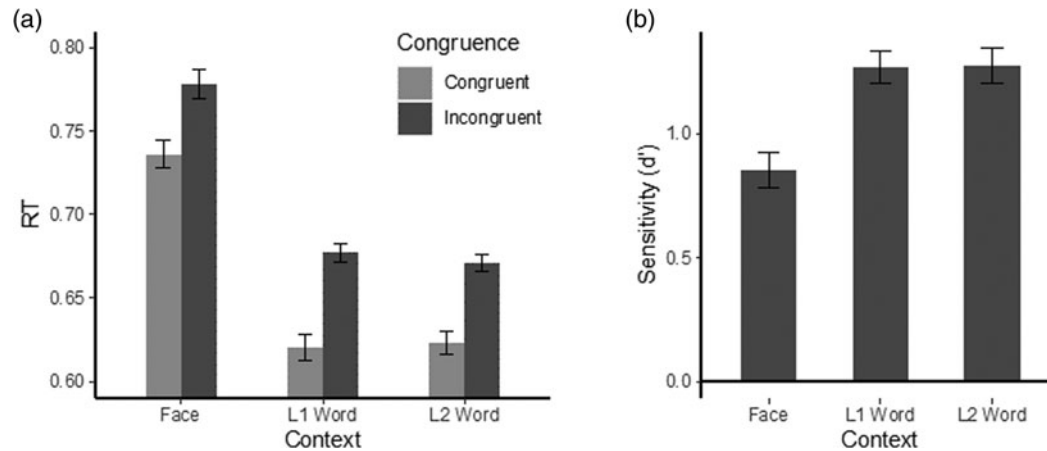 (a)
0.80
0.75
0.70
0.65
0.60
RT
Congruence
Congruent
Incongruent
Face
L1 Word
L2 Word
Context
(b)
1.0
0.5
0.0
Sensitivity (d')
Face
L1 Word
L2 Word
Context